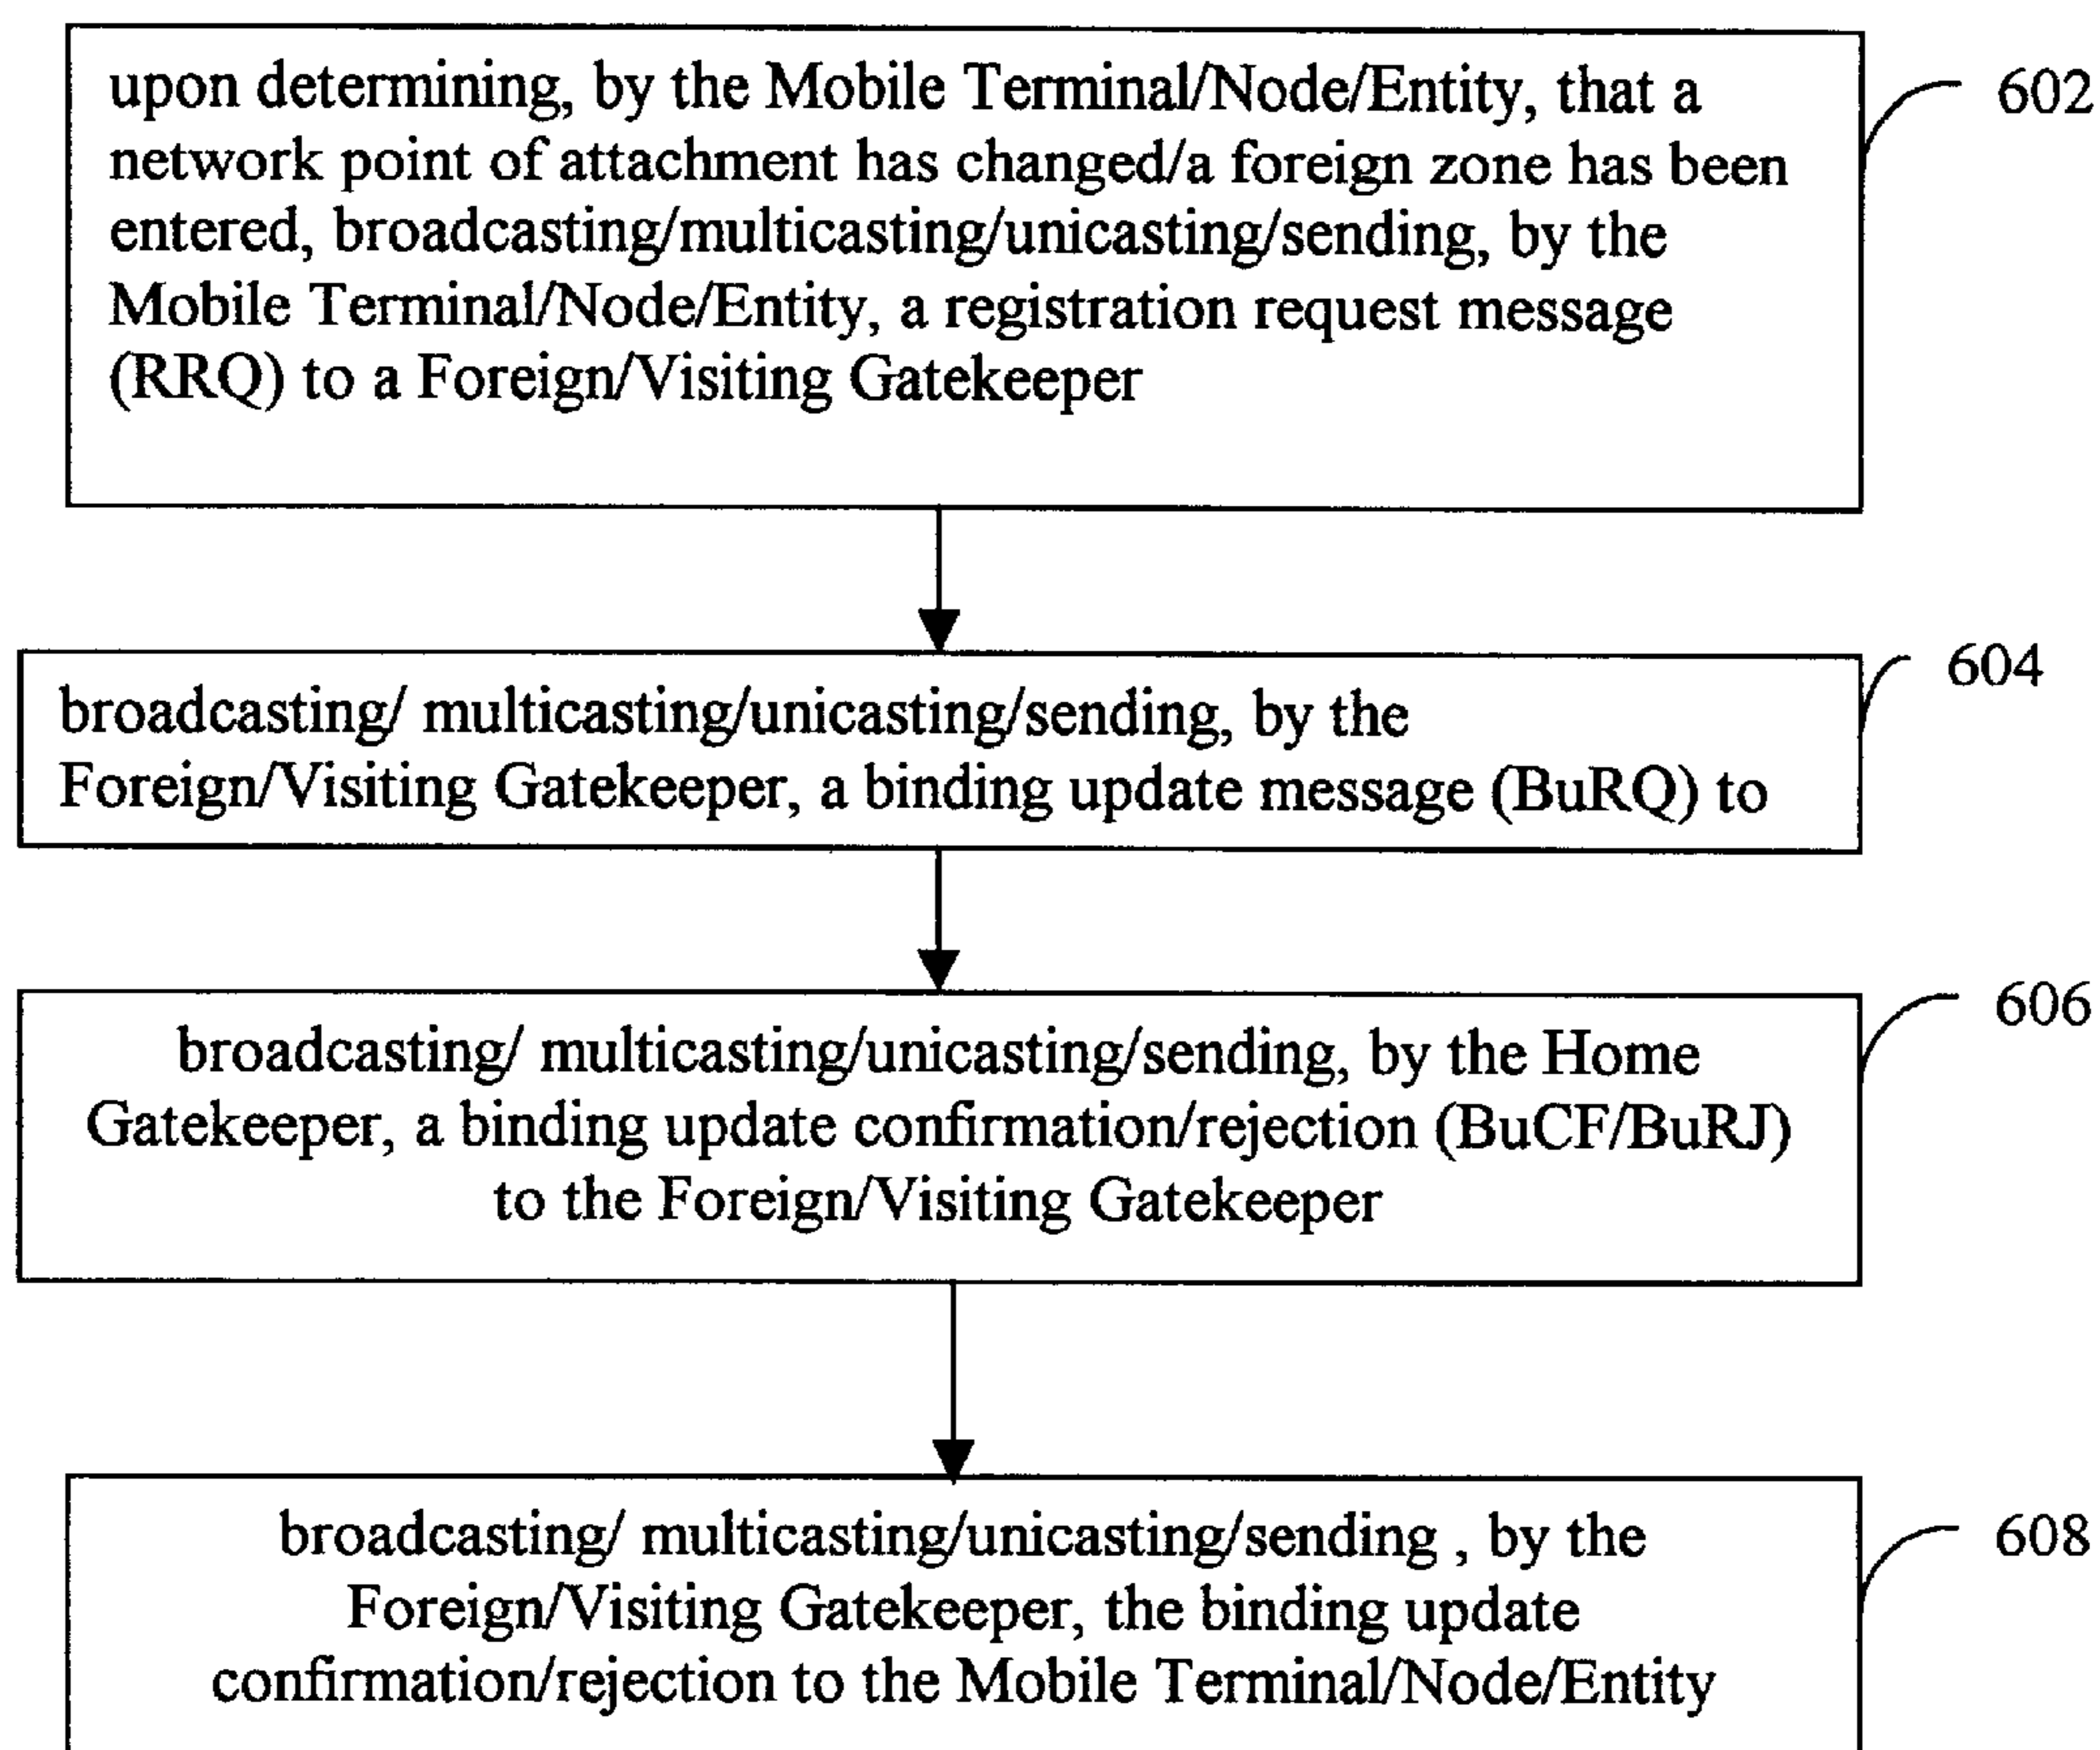 upon determining, by the Mobile Terminal/Node/Entity, that a
network point of attachment has changed/a foreign zone has been
entered, broadcasting/multicasting/unicasting/sending, by the
Mobile Terminal/Node/Entity, a registration request message
(RRQ) to a Foreign/Visiting Gatekeeper
602
broadcasting/ multicasting/unicasting/sending, by the
Foreign/Visiting Gatekeeper, a binding update message (BuRQ) to
604
broadcasting/ multicasting/unicasting/sending, by the Home
Gatekeeper, a binding update confirmation/rejection (BuCF/BuRJ)
to the Foreign/Visiting Gatekeeper
606
broadcasting/ multicasting/unicasting/sending , by the
Foreign/Visiting Gatekeeper, the binding update
confirmation/rejection to the Mobile Terminal/Node/Entity
608